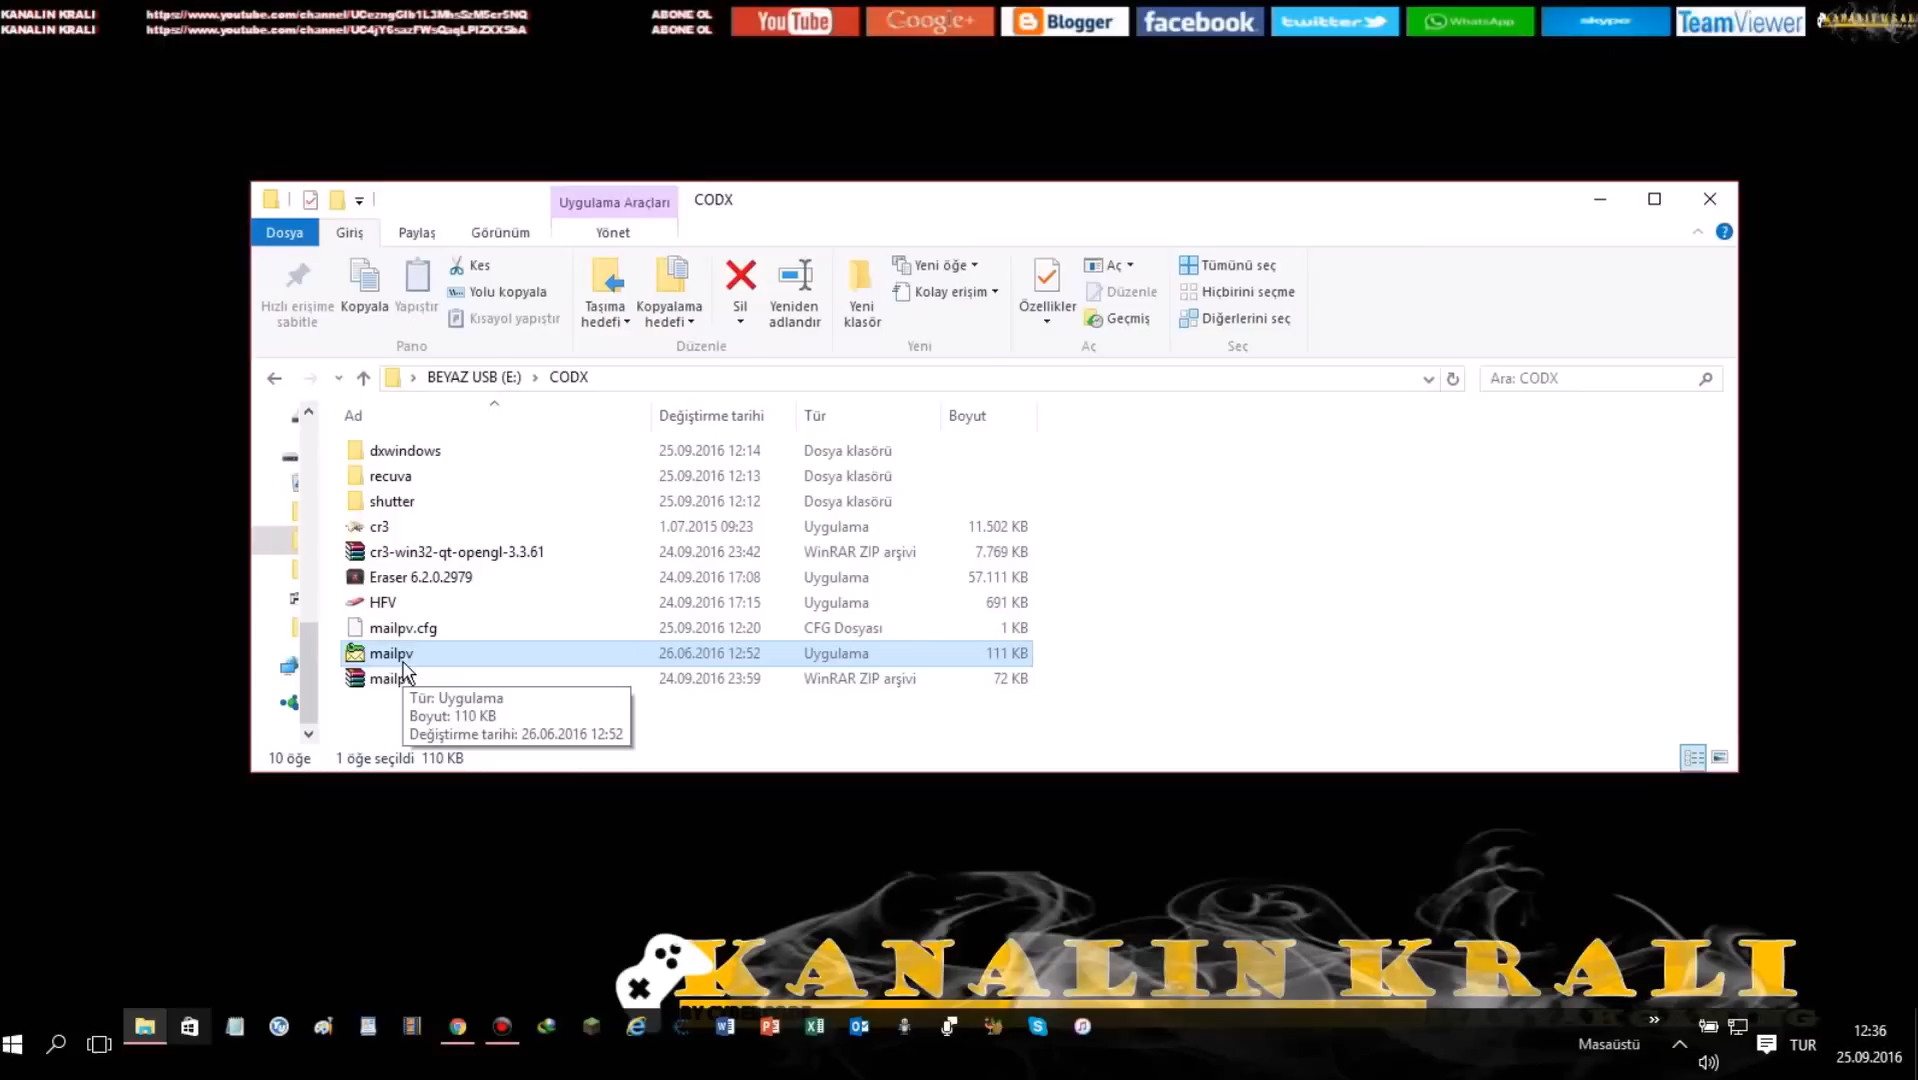 KANALIN KRALI
KANALIN KRALI
ABONE OL
ABONE OL
YouTube
Google+
Blogger
facebook
twitter
WhatsApp
skype
TeamViewer
Uygulama Araçları
CODX
Dosya
Giriş
Paylaş
Görünüm
Yönet
Hızlı erişime sabitle
Kopyala
Yapıştır
Kes
Yolu kopyala
Kısayol yapıştır
Taşıma hedefi
Kopyalama hedefi
Sil
Yeniden adlandır
Yeni klasör
Yeni öğe
Kolay erişim
Özellikler
Aç
Düzenle
Geçmiş
Tümünü seç
Hiçbirini seçme
Diğerlerini seç
Pano
Düzenle
Yeni
Aç
Seç
BEYAZ USB (E:) › CODX
Ara: CODX
Ad Değiştirme tarihi Tür Boyut
dxwindows 25.09.2016 12:14 Dosya klasörü
recuva 25.09.2016 12:13 Dosya klasörü
shutter 25.09.2016 12:12 Dosya klasörü
cr3 1.07.2015 09:23 Uygulama 11.502 KB
cr3-win32-qt-opengl-3.3.61 24.09.2016 23:42 WinRAR ZIP arşivi 7.769 KB
Eraser 6.2.0.2979 24.09.2016 17:08 Uygulama 57.111 KB
HFV 24.09.2016 17:15 Uygulama 691 KB
mailpv.cfg 25.09.2016 12:20 CFG Dosyası 1 KB
mailpv 26.06.2016 12:52 Uygulama 111 KB
mailpv 24.09.2016 23:59 WinRAR ZIP arşivi 72 KB
Tür: Uygulama
Boyut: 110 KB
Değiştirme tarihi: 26.06.2016 12:52
10 öğe 1 öğe seçildi 110 KB
KANALIN KRALI
Masaüstü
TUR
12:36
25.09.2016